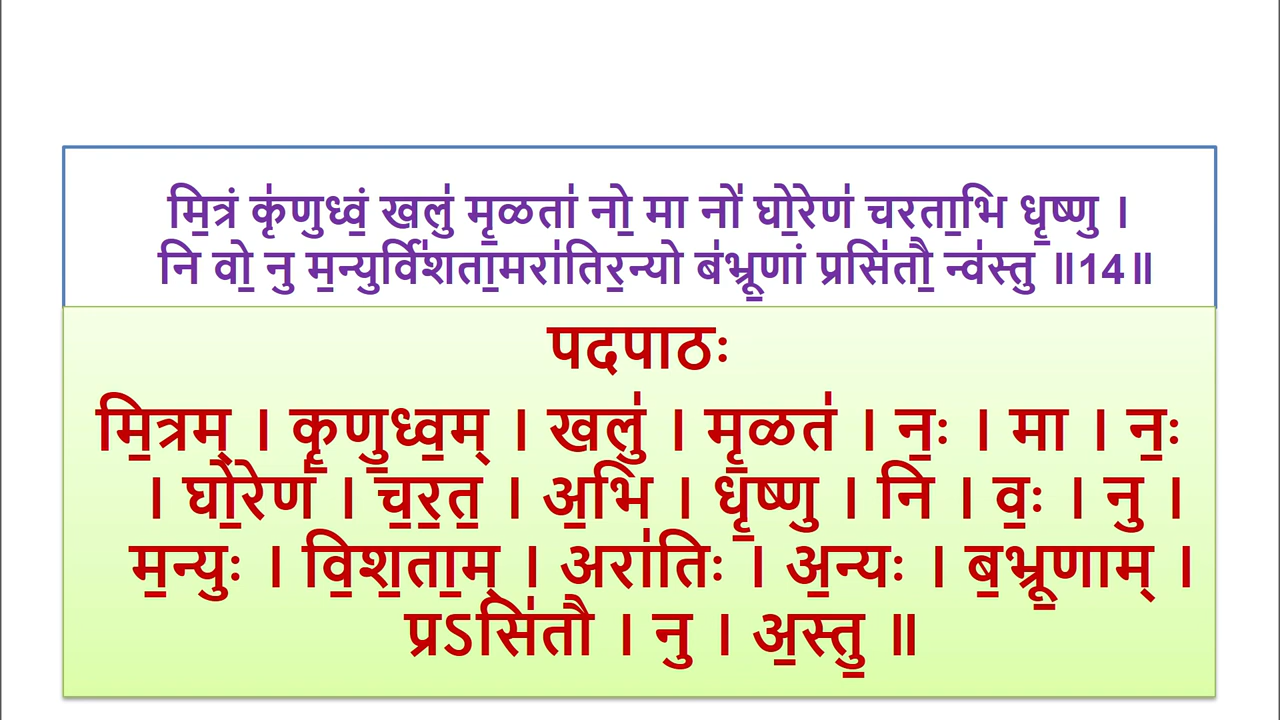 मि॒त्रं कृ॑णुध्वं॒ खलु॑ मृ॒ळता॑ नो॒ मा नो॑ घो॒रेण॑ चरता॒भि धृ॒ष्णु ।
नि वो॒ नु म॒न्युर्वि॑शता॒मरा॑तिर॒न्यो ब॑भ्रू॒णां प्रसि॑तौ॒ न्व॑स्तु ॥14॥
पदपाठः
मि॒त्रम् । कृ॒णु॒ध्व॒म् । खलु॑ । मृ॒ळत॑ । नः॒ । मा । नः॒
। घो॒रेण॑ । च॒र॒त॒ । अ॒भि । धृ॒ष्णु । नि । वः॒ । नु ।
म॒न्युः । वि॒श॒ता॒म् । अरा॑तिः । अ॒न्यः । ब॒भ्रू॒णाम् ।
प्रऽसि॑तौ । नु । अ॒स्तु॒ ॥